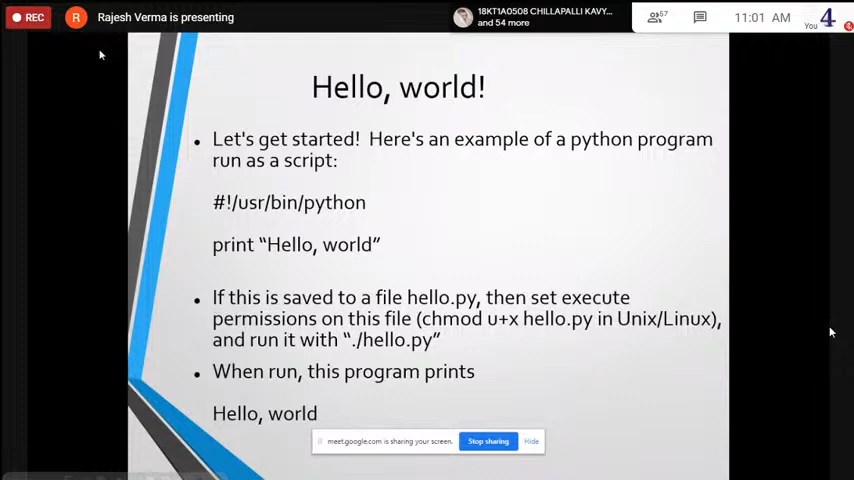 REC
R
Rajesh Verma is presenting
18KT1A0508 CHILLAPALLI KAVY...
and 54 more
57
11:01 AM
You
4
Hello, world!
• Let's get started! Here's an example of a python program
run as a script:
#!/usr/bin/python
print “Hello, world”
• If this is saved to a file hello.py, then set execute
permissions on this file (chmod u+x hello.py in Unix/Linux),
and run it with “./hello.py”
• When run, this program prints
Hello, world
meet.google.com is sharing your screen.
Stop sharing
Hide